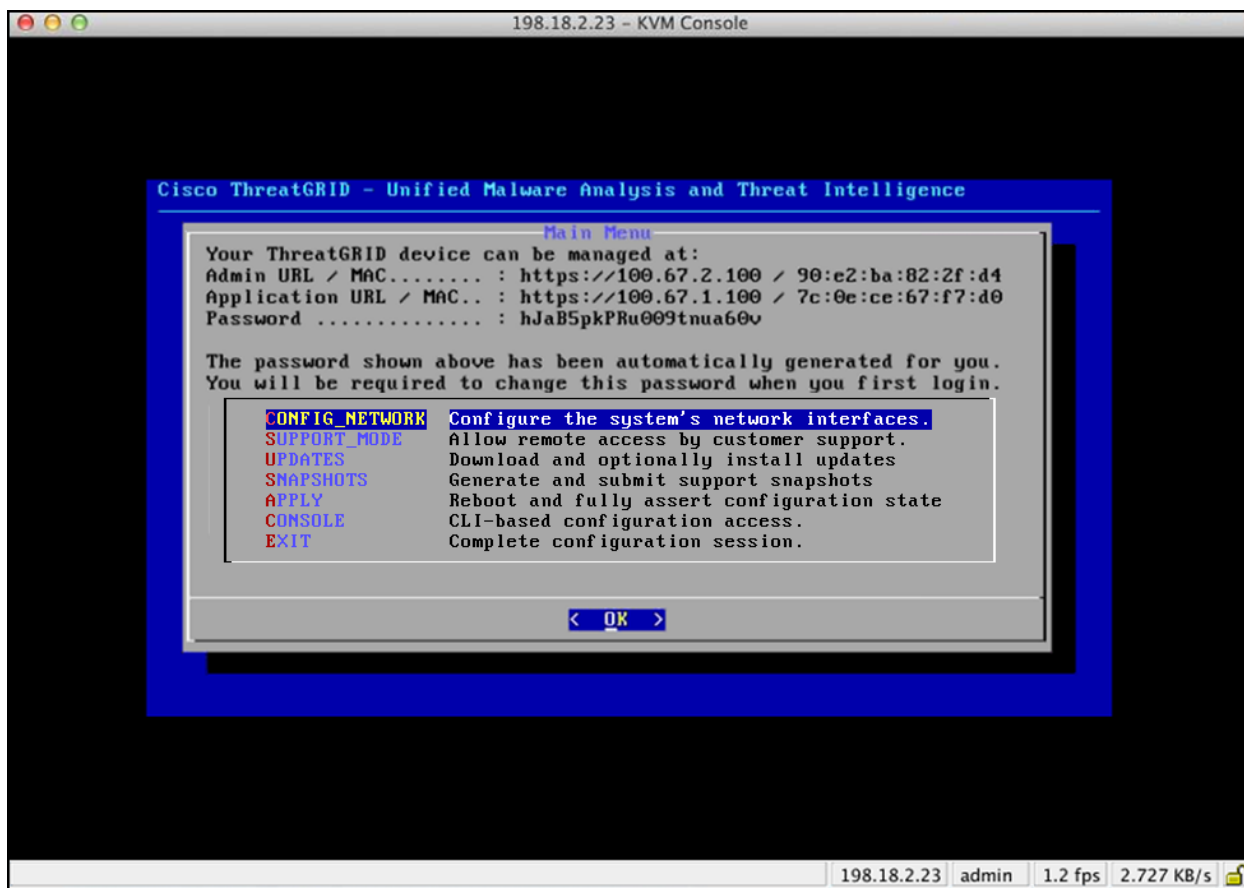 198.18.2.23 – KVM Console
Cisco ThreatGRID - Unified Malware Analysis and Threat Intelligence
Main Menu
Your ThreatGRID device can be managed at:
Admin URL / MAC........ : https://100.67.2.100 / 90:e2:ba:82:2f:d4
Application URL / MAC.. : https://100.67.1.100 / 7c:0e:ce:67:f7:d0
Password .............. : hJaB5pkPRu009tnua60v
The password shown above has been automatically generated for you.
You will be required to change this password when you first login.
CONFIG_NETWORK Configure the system's network interfaces.
SUPPORT_MODE Allow remote access by customer support.
UPDATES Download and optionally install updates
SNAPSHOTS Generate and submit support snapshots
APPLY Reboot and fully assert configuration state
CONSOLE CLI-based configuration access.
EXIT Complete configuration session.
< OK >
198.18.2.23 admin 1.2 fps 2.727 KB/s